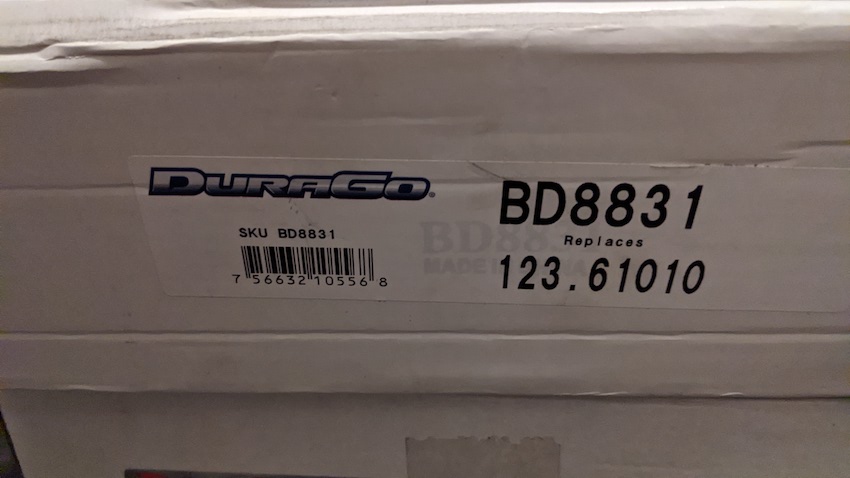 DURAGO®
SKU BD8831
7 56632 10556 8
BD8831
Replaces
123.61010